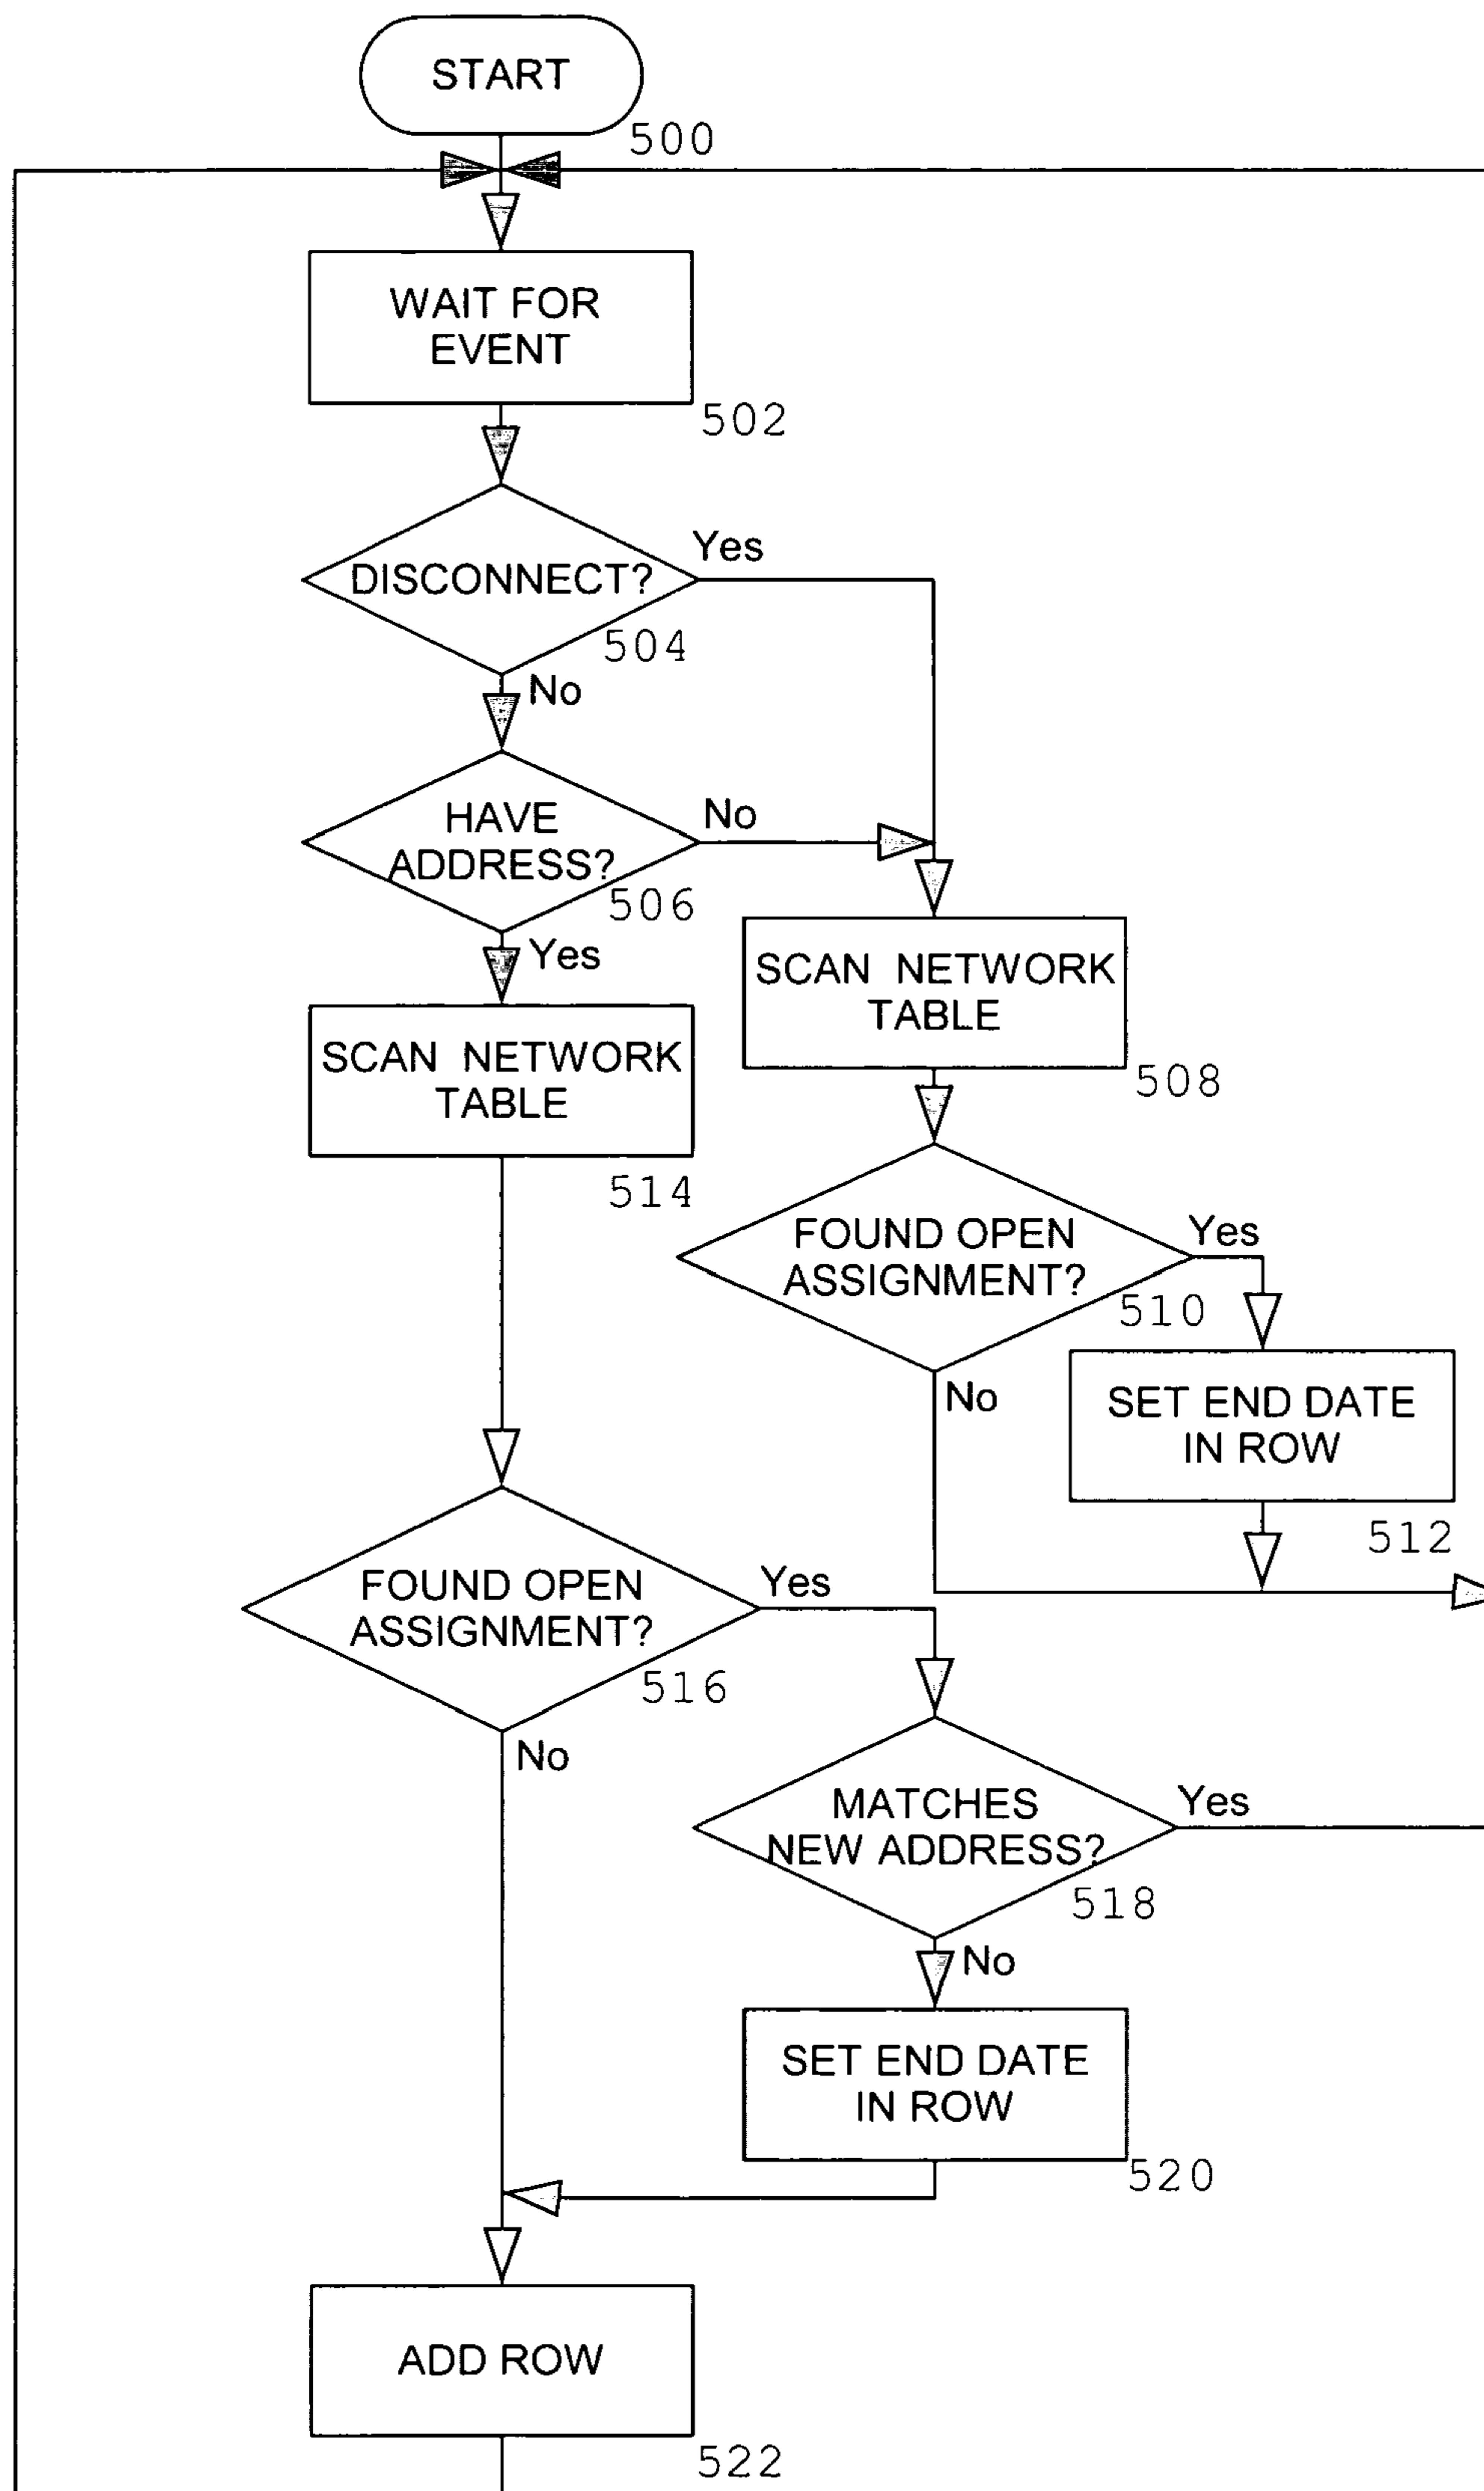 START
500
WAIT FOR
EVENT
502
DISCONNECT?
Yes
504
No
HAVE
ADDRESS?
No
506
Yes
SCAN NETWORK
TABLE
508
SCAN NETWORK
TABLE
514
FOUND OPEN
ASSIGNMENT?
Yes
510
No
SET END DATE
IN ROW
512
FOUND OPEN
ASSIGNMENT?
Yes
516
No
MATCHES
NEW ADDRESS?
Yes
518
No
SET END DATE
IN ROW
520
ADD ROW
522